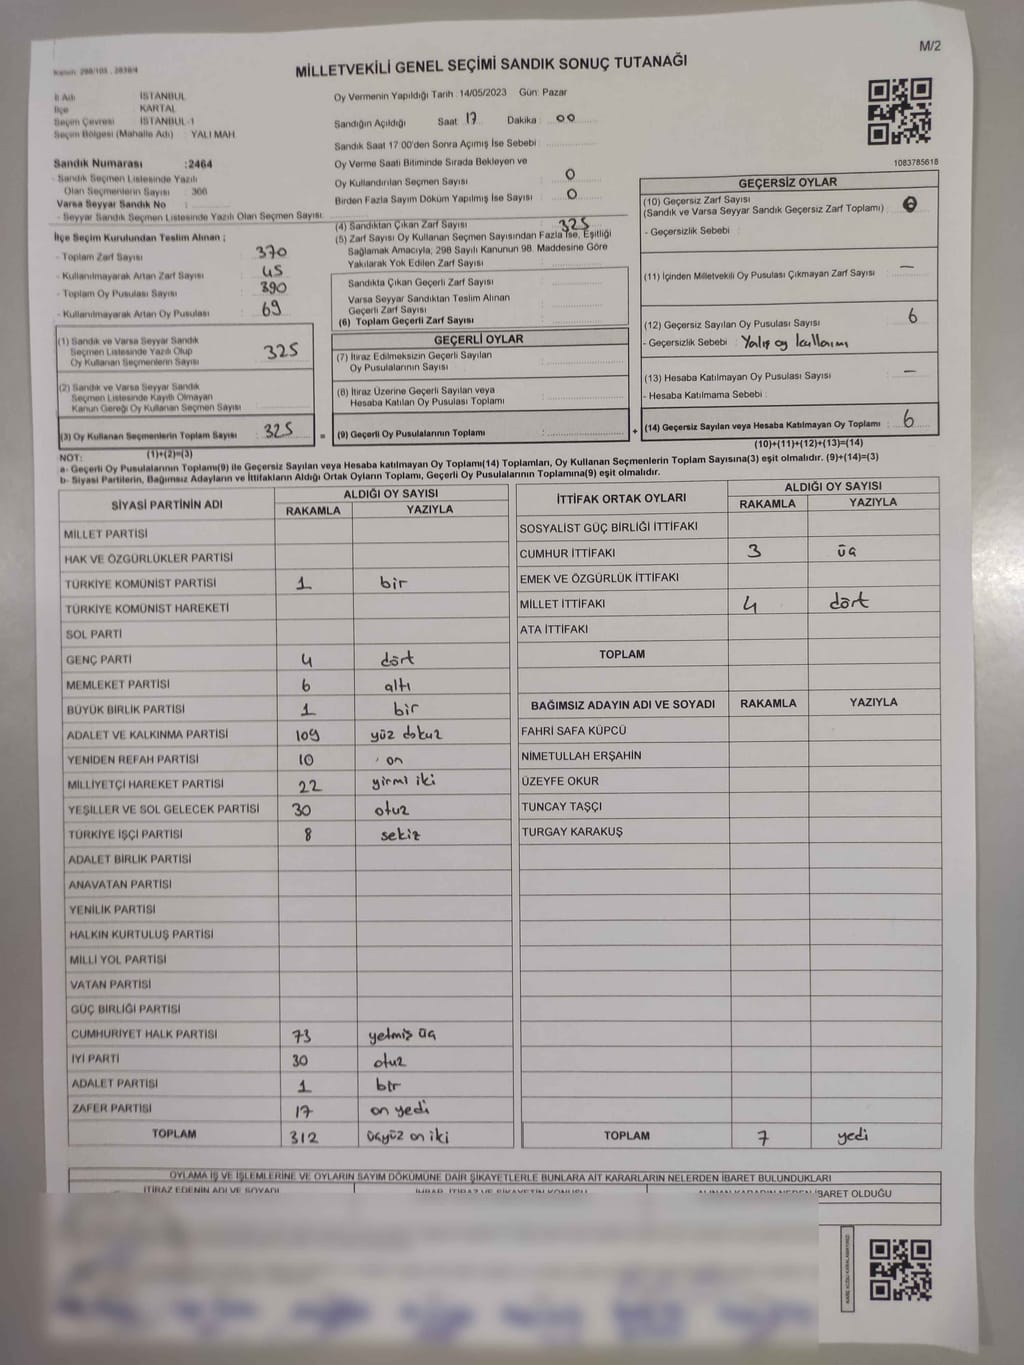 M/2
Kanun: 298/105 , 2839/4
MİLLETVEKİLİ GENEL SEÇİMİ SANDIK SONUÇ TUTANAĞI
İl Adı İSTANBUL
İlçe KARTAL
Seçim Çevresi İSTANBUL-1
Seçim Bölgesi (Mahalle Adı) : YALI MAH.
Sandık Numarası :2464
- Sandık Seçmen Listesinde Yazılı
Olan Seçmenlerin Sayısı : 366
Varsa Seyyar Sandık No :
- Seyyar Sandık Seçmen Listesinde Yazılı Olan Seçmen Sayısı:
Oy Vermenin Yapıldığı Tarih :14/05/2023 Gün: Pazar
Sandığın Açıldığı Saat 17 Dakika : 00
Sandık Saat 17.00'den Sonra Açımış İse Sebebi :
Oy Verme Saati Bitiminde Sırada Bekleyen ve
Oy Kullandırılan Seçmen Sayısı : 0
Birden Fazla Sayım Döküm Yapılmış İse Sayısı : 0
1083785618
İlçe Seçim Kurulundan Teslim Alınan ;
- Toplam Zarf Sayısı : 370
- Kullanılmayarak Artan Zarf Sayısı : 45
- Toplam Oy Pusulası Sayısı : 390
- Kullanılmayarak Artan Oy Pusulası : 69
(1) Sandık ve Varsa Seyyar Sandık
Seçmen Listesinde Yazılı Olup
Oy Kullanan Seçmenlerin Sayısı : 325
(2) Sandık ve Varsa Seyyar Sandık
Seçmen Listesinde Kayıtlı Olmayan
Kanun Gereği Oy Kullanan Seçmen Sayısı :
(3) Oy Kullanan Seçmenlerin Toplam Sayısı : 325
(1)+(2)=(3)
(4) Sandıktan Çıkan Zarf Sayısı : 325
(5) Zarf Sayısı Oy Kullanan Seçmen Sayısından Fazla İse, Eşitliği
Sağlamak Amacıyla, 298 Sayılı Kanunun 98. Maddesine Göre
Yakılarak Yok Edilen Zarf Sayısı :
Sandıkta Çıkan Geçerli Zarf Sayısı :
Varsa Seyyar Sandıktan Teslim Alınan
Geçerli Zarf Sayısı :
(6) Toplam Geçerli Zarf Sayısı :
GEÇERLİ OYLAR
(7) İtiraz Edilmeksizin Geçerli Sayılan
Oy Pusulalarının Sayısı :
(8) İtiraz Üzerine Geçerli Sayılan veya
Hesaba Katılan Oy Pusulası Toplamı :
= (9) Geçerli Oy Pusulalarının Toplamı : +
GEÇERSİZ OYLAR
(10) Geçersiz Zarf Sayısı
(Sandık ve Varsa Seyyar Sandık Geçersiz Zarf Toplamı) :
- Geçersizlik Sebebi :
(11) İçinden Milletvekili Oy Pusulası Çıkmayan Zarf Sayısı : —
(12) Geçersiz Sayılan Oy Pusulası Sayısı : 6
- Geçersizlik Sebebi :
(13) Hesaba Katılmayan Oy Pusulası Sayısı : —
- Hesaba Katılmama Sebebi :
(14) Geçersiz Sayılan veya Hesaba Katılmayan Oy Toplamı : 6
(10)+(11)+(12)+(13)=(14)
NOT:
a- Geçerli Oy Pusulalarının Toplamı(9) ile Geçersiz Sayılan veya Hesaba katılmayan Oy Toplamı(14) Toplamları, Oy Kullanan Seçmenlerin Toplam Sayısına(3) eşit olmalıdır. (9)+(14)=(3)
b- Siyasi Partilerin, Bağımsız Adayların ve İttifakların Aldığı Ortak Oyların Toplamı, Geçerli Oy Pusulalarının Toplamına(9) eşit olmalıdır.
SİYASİ PARTİNİN ADI ALDIĞI OY SAYISI
RAKAMLA YAZIYLA
MİLLET PARTİSİ
HAK VE ÖZGÜRLÜKLER PARTİSİ
TÜRKİYE KOMÜNİST PARTİSİ 1 bir
TÜRKİYE KOMÜNİST HAREKETİ
SOL PARTİ
GENÇ PARTİ 4 dört
MEMLEKET PARTİSİ 6 altı
BÜYÜK BİRLİK PARTİSİ 1 bir
ADALET VE KALKINMA PARTİSİ 109 yüz dokuz
YENİDEN REFAH PARTİSİ 10 on
MİLLİYETÇİ HAREKET PARTİSİ 22 yirmi iki
YEŞİLLER VE SOL GELECEK PARTİSİ 30 otuz
TÜRKİYE İŞÇİ PARTİSİ 8 sekiz
ADALET BİRLİK PARTİSİ
ANAVATAN PARTİSİ
YENİLİK PARTİSİ
HALKIN KURTULUŞ PARTİSİ
MİLLİ YOL PARTİSİ
VATAN PARTİSİ
GÜÇ BİRLİĞİ PARTİSİ
CUMHURİYET HALK PARTİSİ 73 yetmiş üç
İYİ PARTİ 30 otuz
ADALET PARTİSİ 1 bir
ZAFER PARTİSİ 17 on yedi
TOPLAM 312 üçyüz on iki
İTTİFAK ORTAK OYLARI ALDIĞI OY SAYISI
RAKAMLA YAZIYLA
SOSYALİST GÜÇ BİRLİĞİ İTTİFAKI
CUMHUR İTTİFAKI 3 üç
EMEK VE ÖZGÜRLÜK İTTİFAKI
MİLLET İTTİFAKI 4 dört
ATA İTTİFAKI
TOPLAM
BAĞIMSIZ ADAYIN ADI VE SOYADI RAKAMLA YAZIYLA
FAHRİ SAFA KÜPCÜ
NİMETULLAH ERŞAHİN
ÜZEYFE OKUR
TUNCAY TAŞÇI
TURGAY KARAKUŞ
TOPLAM 7 yedi
OYLAMA İŞ VE İŞLEMLERİNE VE OYLARIN SAYIM DÖKÜMÜNE DAİR ŞİKAYETLERLE BUNLARA AİT KARARLARIN NELERDEN İBARET BULUNDUKLARI
İTİRAZ EDENİN ADI VE SOYADI İBARET OLDUĞU